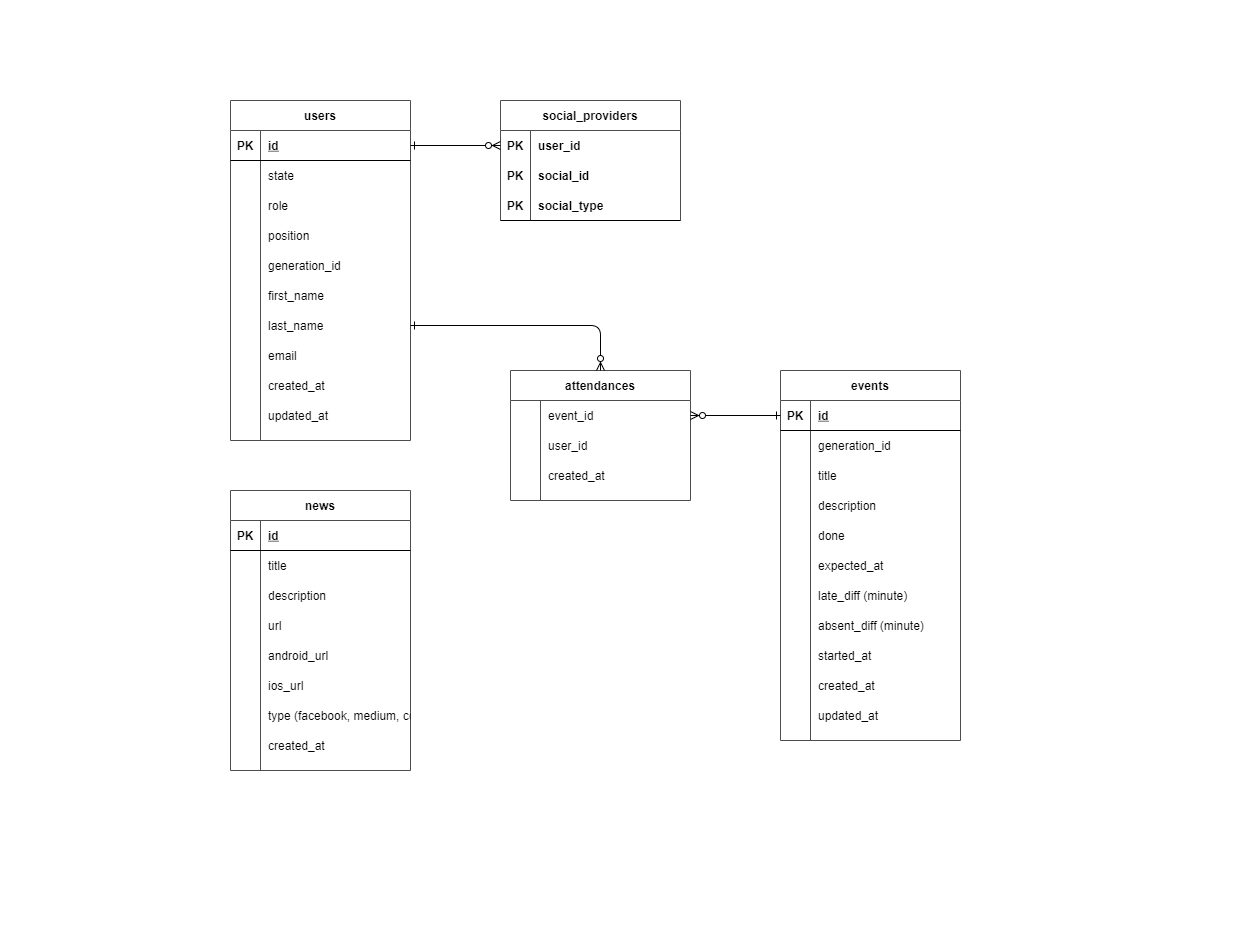 users
PK id
state
role
position
generation_id
first_name
last_name
email
created_at
updated_at
social_providers
PK user_id
PK social_id
PK social_type
attendances
event_id
user_id
created_at
events
PK id
generation_id
title
description
done
expected_at
late_diff (minute)
absent_diff (minute)
started_at
created_at
updated_at
news
PK id
title
description
url
android_url
ios_url
type (facebook, medium, c
created_at